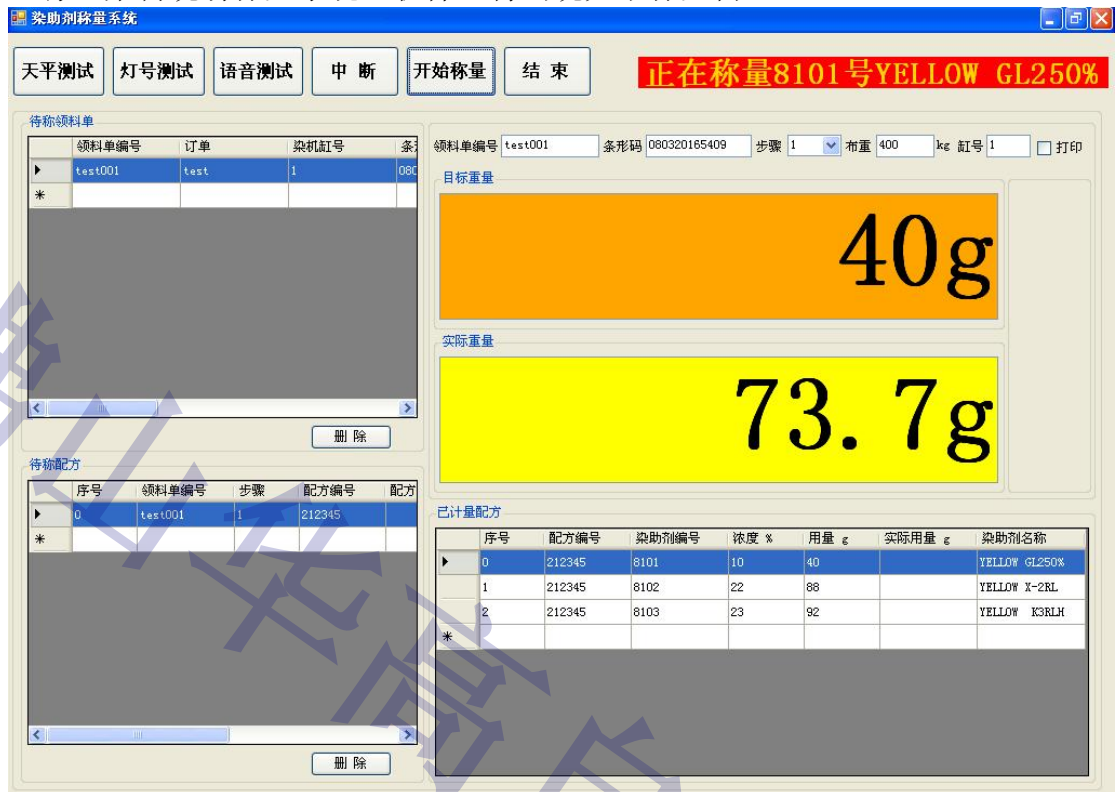 染助剂称量系统
天平测试 灯号测试 语音测试 中 断 开始称量 结 束 正在称量8101号YELLOW GL250%
待称领料单
领料单编号 订单 染机缸号
test001 test 1 080
领料单编号 test001 条形码 080320165409 步骤 1 布重 400 kg 缸号 1 打印
目标重量
40g
实际重量
73.7g
删 除
待称配方
序号 领料单编号 步骤 配方编号 配方
0 test001 1 212345
删 除
已计量配方
序号 配方编号 染助剂编号 浓度 % 用量 g 实际用量 g 染助剂名称
0 212345 8101 10 40 YELLOW GL250%
1 212345 8102 22 88 YELLOW X-2RL
2 212345 8103 23 92 YELLOW K3RLH